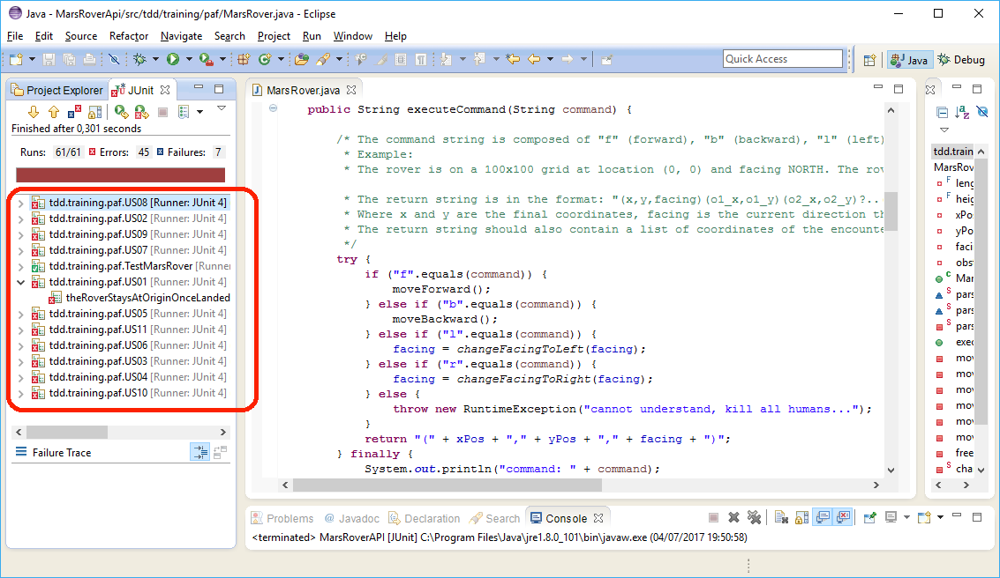 Java - MarsRoverApi/src/tdd/training/paf/MarsRover.java - Eclipse
File Edit Source Refactor Navigate Search Project Run Window Help
Quick Access
Java
Debug
Project Explorer
JUnit
Finished after 0,301 seconds
Runs: 61/61 Errors: 45 Failures: 7
tdd.training.paf.US08 [Runner: JUnit 4]
tdd.training.paf.US02 [Runner: JUnit 4]
tdd.training.paf.US09 [Runner: JUnit 4]
tdd.training.paf.US07 [Runner: JUnit 4]
tdd.training.paf.TestMarsRover [Runner
tdd.training.paf.US01 [Runner: JUnit 4]
theRoverStaysAtOriginOnceLanded
tdd.training.paf.US05 [Runner: JUnit 4]
tdd.training.paf.US11 [Runner: JUnit 4]
tdd.training.paf.US06 [Runner: JUnit 4]
tdd.training.paf.US03 [Runner: JUnit 4]
tdd.training.paf.US04 [Runner: JUnit 4]
tdd.training.paf.US10 [Runner: JUnit 4]
Failure Trace
MarsRover.java
public String executeCommand(String command) {
/* The command string is composed of "f" (forward), "b" (backward), "l" (left)
* Example:
* The rover is on a 100x100 grid at location (0, 0) and facing NORTH. The rov
* The return string is in the format: "(x,y,facing)(o1_x,o1_y)(o2_x,o2_y)?..
* Where x and y are the final coordinates, facing is the current direction th
* The return string should also contain a list of coordinates of the encounte
*/
try {
if ("f".equals(command)) {
moveForward();
} else if ("b".equals(command)) {
moveBackward();
} else if ("l".equals(command)) {
facing = changeFacingToLeft(facing);
} else if ("r".equals(command)) {
facing = changeFacingToRight(facing);
} else {
throw new RuntimeException("cannot understand, kill all humans...");
}
return "(" + xPos + "," + yPos + "," + facing + ")";
} finally {
System.out.println("command: " + command);
tdd.train
MarsRov
F leng
F heig
xPo
yPo
faci
obs
C Mar
S pars
S pars
S pars
exec
mov
mov
mov
mov
mov
mov
free
S cha
Problems @ Javadoc Declaration Search Console
<terminated> MarsRoverAPI [JUnit] C:\Program Files\Java\jre1.8.0_101\bin\javaw.exe (04/07/2017 19:50:58)